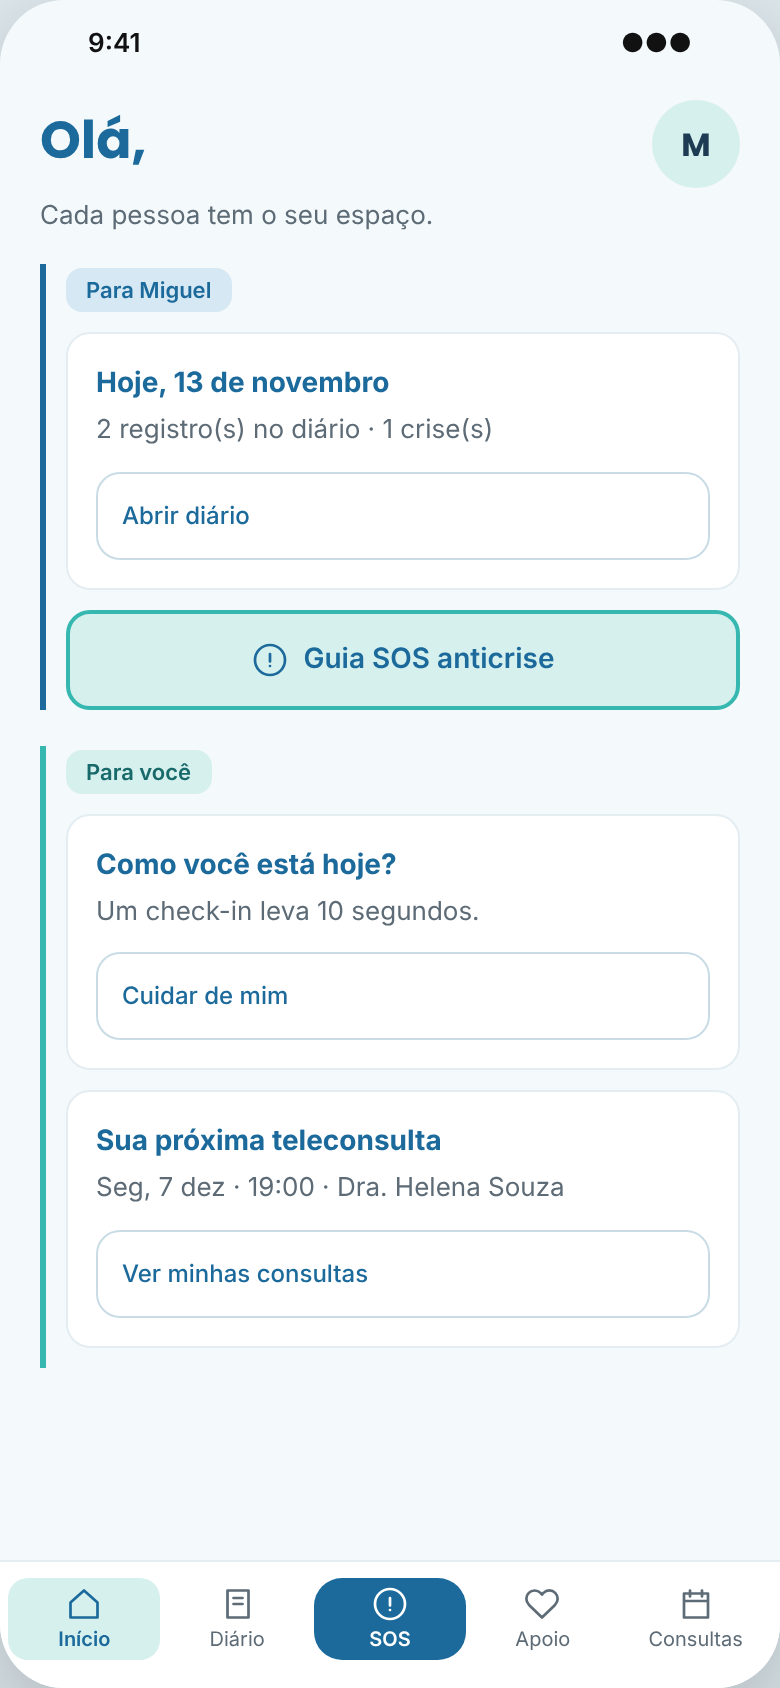 9:41
Olá,
M
Cada pessoa tem o seu espaço.
Para Miguel
Hoje, 13 de novembro
2 registro(s) no diário · 1 crise(s)
Abrir diário
Guia SOS anticrise
Para você
Como você está hoje?
Um check-in leva 10 segundos.
Cuidar de mim
Sua próxima teleconsulta
Seg, 7 dez · 19:00 · Dra. Helena Souza
Ver minhas consultas
Início
Diário
SOS
Apoio
Consultas